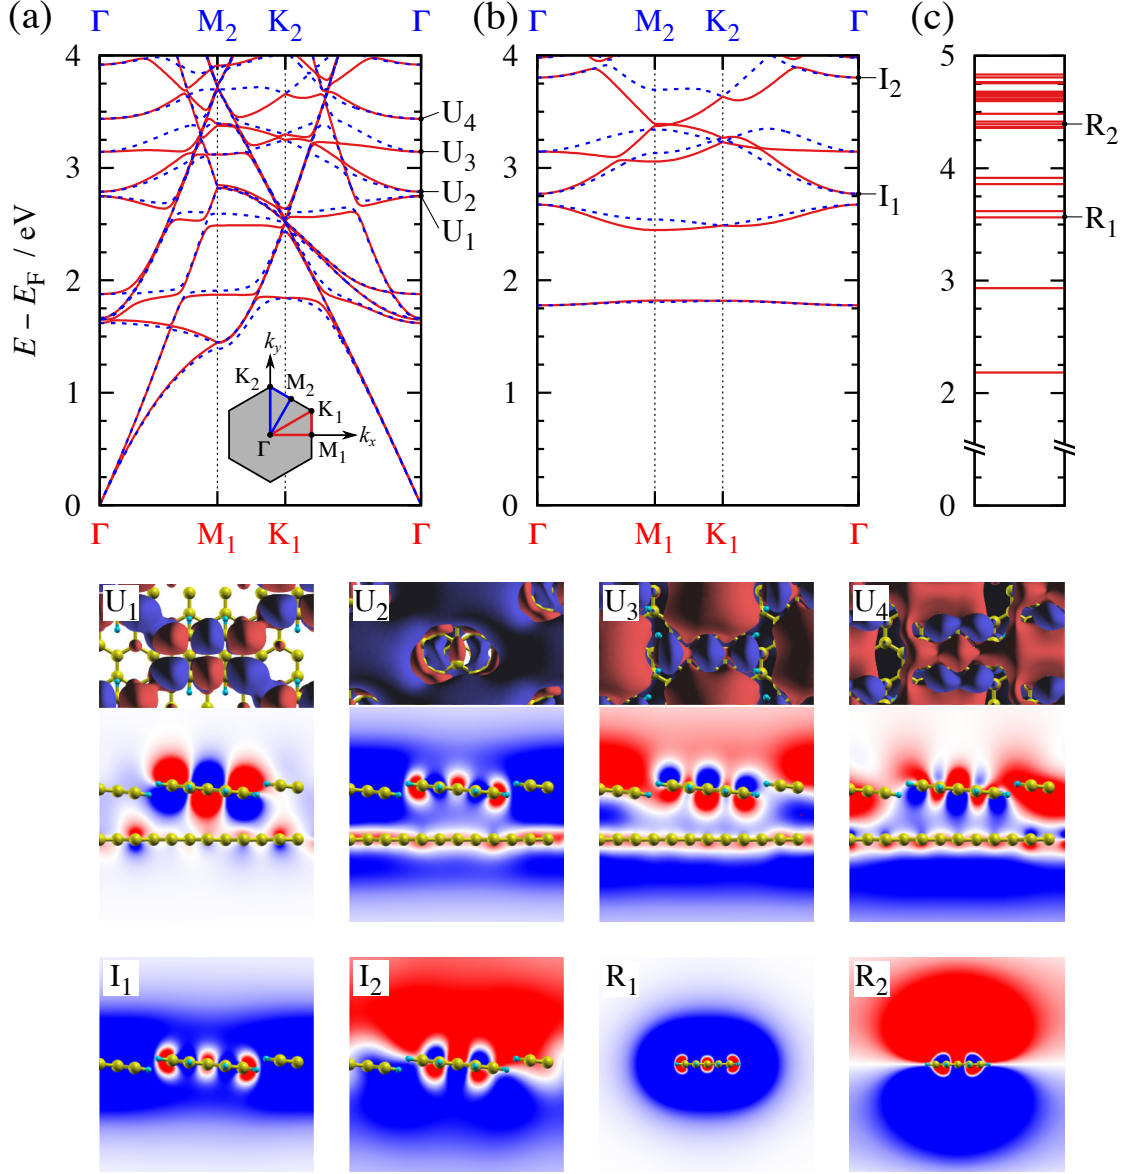 (a) Γ M2 K2 Γ (b) Γ M2 K2 Γ (c)
4 4 5
U4 I2
3 U3 3 4 R2
U2 I1
U1 R1
E − EF / eV
2 2 3
ky
K2 M2
1 K1 1 2
Γ M1 kx
0 0 0
Γ M1 K1 Γ Γ M1 K1 Γ
U1 U2 U3 U4
I1 I2 R1 R2